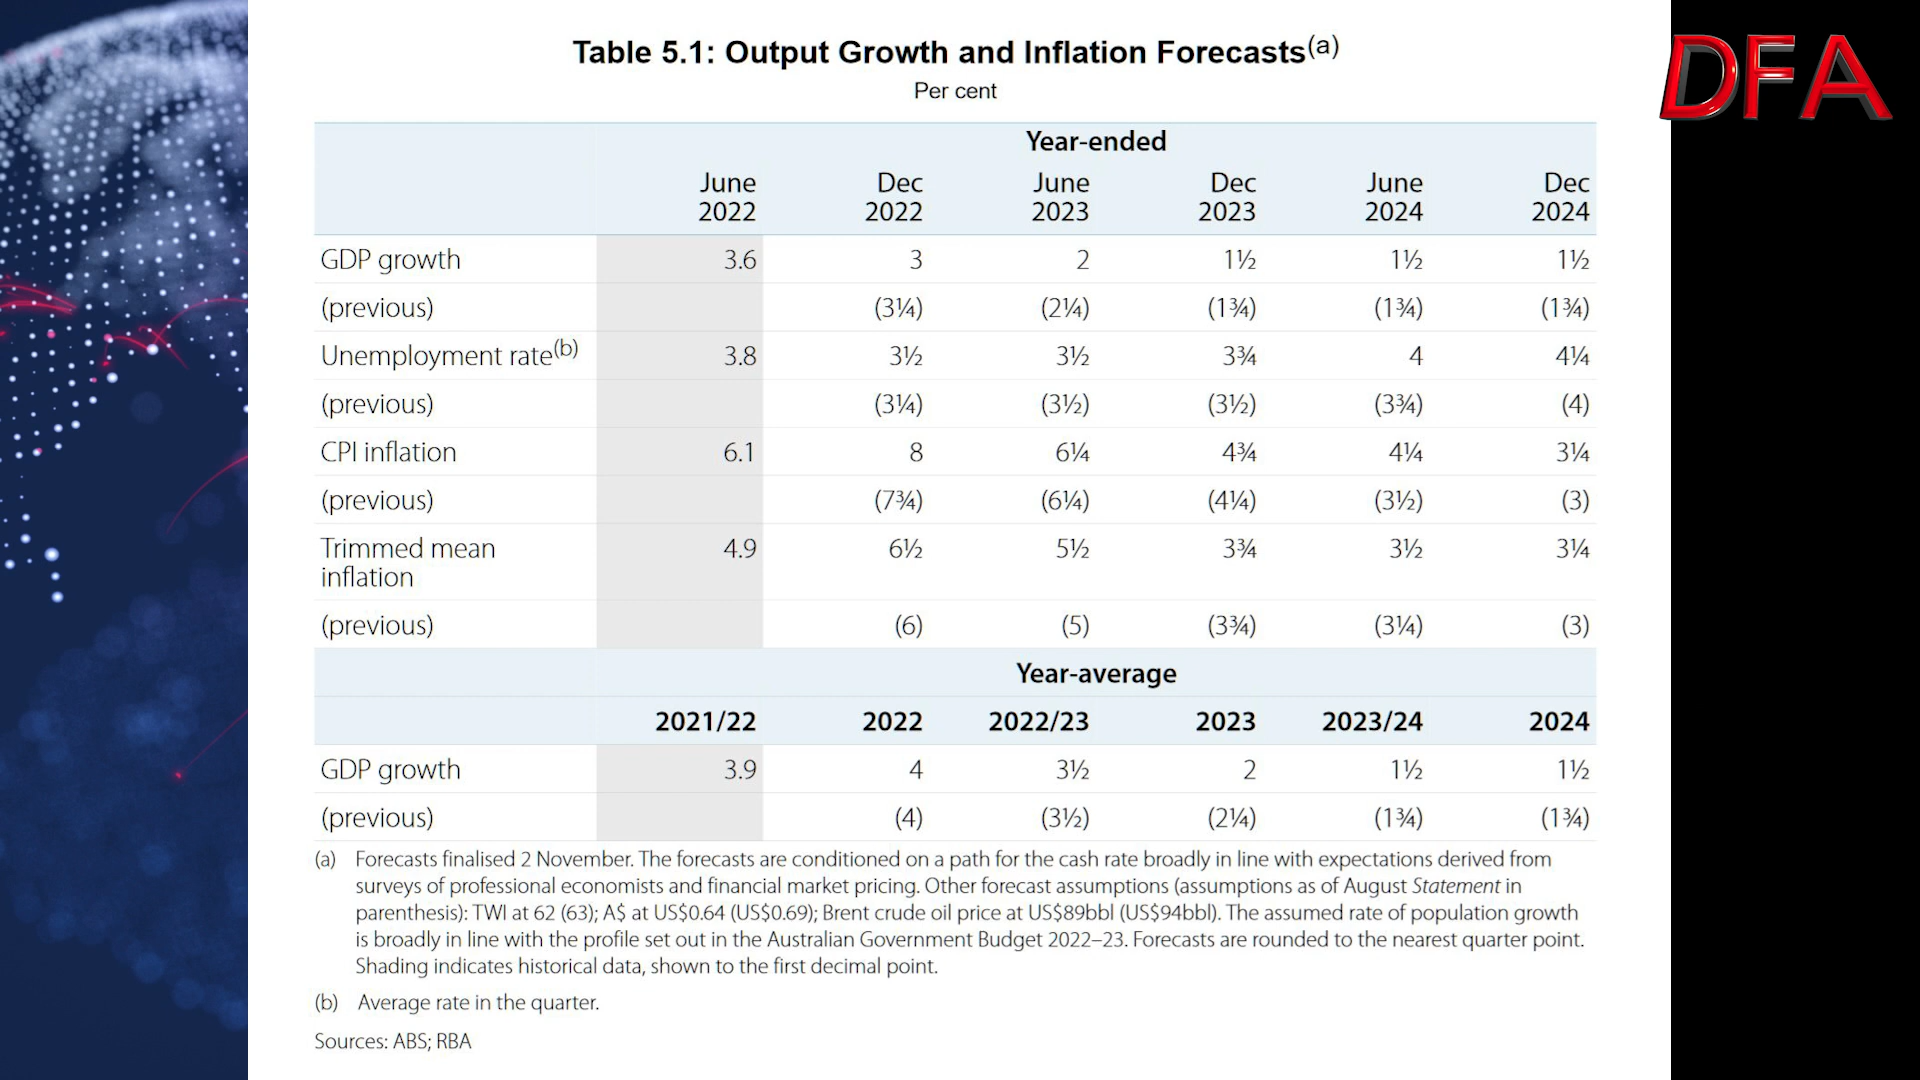 Table 5.1: Output Growth and Inflation Forecasts(a)
DFA
Per cent
Year-ended
June 2022 Dec 2022 June 2023 Dec 2023 June 2024 Dec 2024
GDP growth 3.6 3 2 1½ 1½ 1½
(previous) (3¼) (2¼) (1¾) (1¾) (1¾)
Unemployment rate(b) 3.8 3½ 3½ 3¾ 4 4¼
(previous) (3¼) (3½) (3½) (3¾) (4)
CPI inflation 6.1 8 6¼ 4¾ 4¼ 3¼
(previous) (7¾) (6¼) (4¼) (3½) (3)
Trimmed mean 4.9 6½ 5½ 3¾ 3½ 3¼
inflation
(previous) (6) (5) (3¾) (3¼) (3)
Year-average
2021/22 2022 2022/23 2023 2023/24 2024
GDP growth 3.9 4 3½ 2 1½ 1½
(previous) (4) (3½) (2¼) (1¾) (1¾)
(a) Forecasts finalised 2 November. The forecasts are conditioned on a path for the cash rate broadly in line with expectations derived from
surveys of professional economists and financial market pricing. Other forecast assumptions (assumptions as of August Statement in
parenthesis): TWI at 62 (63); A$ at US$0.64 (US$0.69); Brent crude oil price at US$89bbl (US$94bbl). The assumed rate of population growth
is broadly in line with the profile set out in the Australian Government Budget 2022–23. Forecasts are rounded to the nearest quarter point.
Shading indicates historical data, shown to the first decimal point.
(b) Average rate in the quarter.
Sources: ABS; RBA